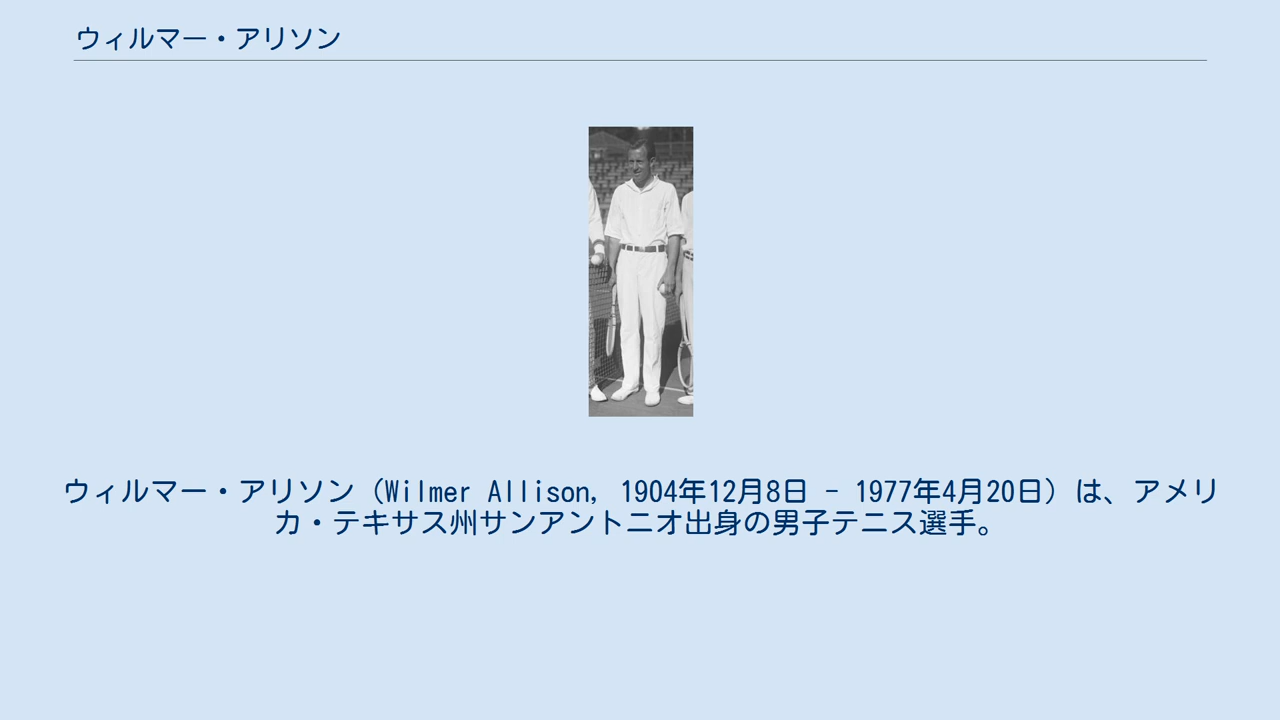 ウィルマー・アリソン
ウィルマー・アリソン（Wilmer Allison, 1904年12月8日 - 1977年4月20日）は、アメリ
カ・テキサス州サンアントニオ出身の男子テニス選手。